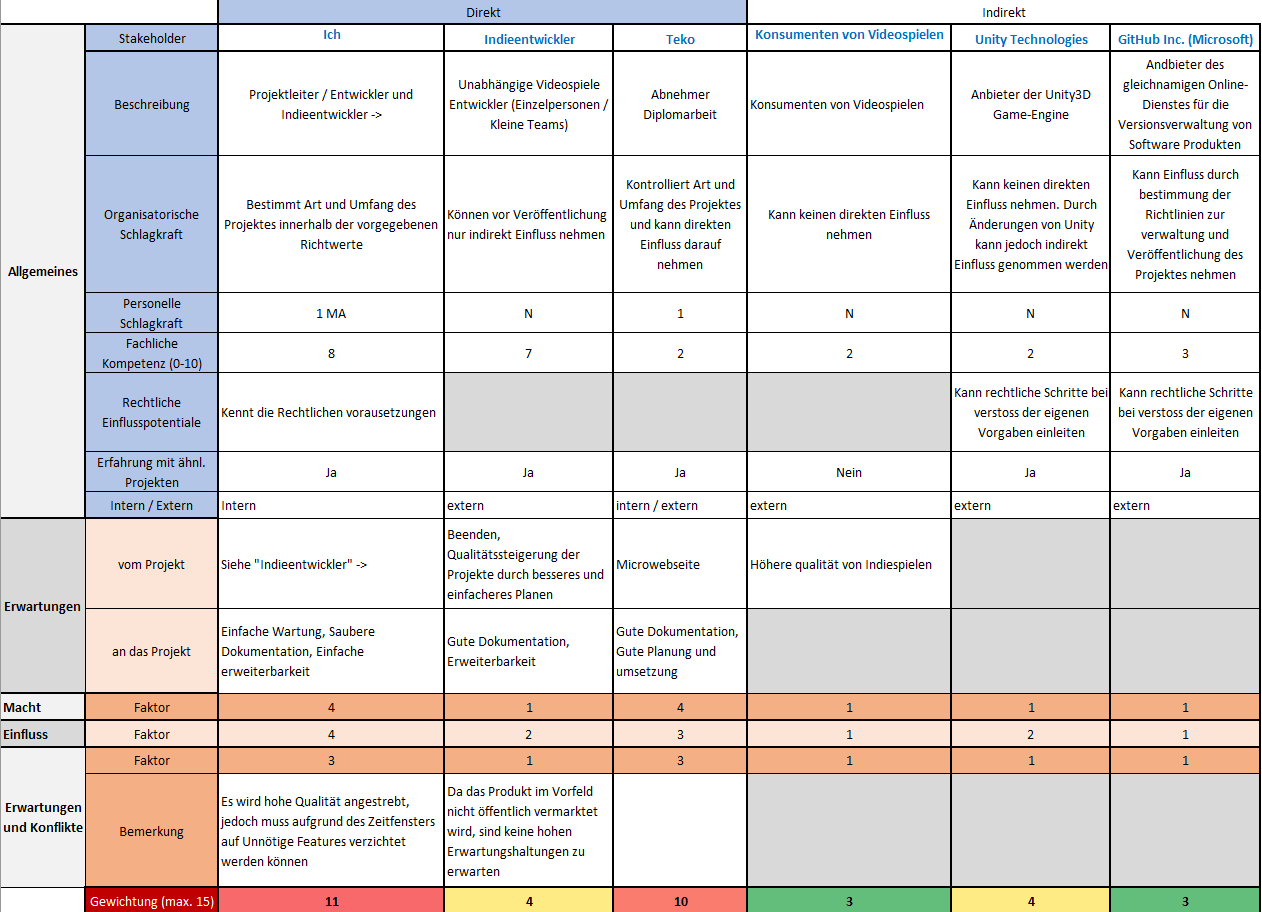 Direkt
Indirekt
Stakeholder
Ich
Indieentwickler
Teko
Konsumenten von Videospielen
Unity Technologies
GitHub Inc. (Microsoft)
Allgemeines
Beschreibung
Projektleiter / Entwickler und
Indieentwickler ->
Unabhängige Videospiele
Entwickler (Einzelpersonen /
Kleine Teams)
Abnehmer
Diplomarbeit
Konsumenten von Videospielen
Anbieter der Unity3D
Game-Engine
Andbieter des
gleichnamigen Online-
Dienstes für die
Versionsverwaltung von
Software Produkten
Organisatorische
Schlagkraft
Bestimmt Art und Umfang des
Projektes innerhalb der vorgegebenen
Richtwerte
Können vor Veröffentlichung
nur indirekt Einfluss nehmen
Kontrolliert Art und
Umfang des Projektes
und kann direkten
Einfluss darauf
nehmen
Kann keinen direkten Einfluss
nehmen
Kann keinen direkten
Einfluss nehmen. Durch
Änderungen von Unity
kann jedoch indirekt
Einfluss genommen werden
Kann Einfluss durch
bestimmung der
Richtlinien zur
verwaltung und
Veröffentlichung des
Projektes nehmen
Personelle
Schlagkraft
1 MA
N
1
N
N
N
Fachliche
Kompetenz (0-10)
8
7
2
2
2
3
Rechtliche
Einflusspotentiale
Kennt die Rechtlichen vorausetzungen
Kann rechtliche Schritte bei
verstoss der eigenen
Vorgaben einleiten
Kann rechtliche Schritte
bei verstoss der eigenen
Vorgaben einleiten
Erfahrung mit ähnl.
Projekten
Ja
Ja
Ja
Nein
Ja
Ja
Intern / Extern
Intern
extern
intern / extern
extern
extern
extern
Erwartungen
vom Projekt
Siehe "Indieentwickler" ->
Beenden,
Qualitätssteigerung der
Projekte durch besseres und
einfacheres Planen
Microwebseite
Höhere qualität von Indiespielen
an das Projekt
Einfache Wartung, Saubere
Dokumentation, Einfache
erweiterbarkeit
Gute Dokumentation,
Erweiterbarkeit
Gute Dokumentation,
Gute Planung und
umsetzung
Macht
Faktor
4
1
4
1
1
1
Einfluss
Faktor
4
2
3
1
2
1
Erwartungen
und Konflikte
Faktor
3
1
3
1
1
1
Bemerkung
Es wird hohe Qualität angestrebt,
jedoch muss aufgrund des Zeitfensters
auf Unnötige Features verzichtet
werden können
Da das Produkt im Vorfeld
nicht öffentlich vermarktet
wird, sind keine hohen
Erwartungshaltungen zu
erwarten
Gewichtung (max. 15)
11
4
10
3
4
3